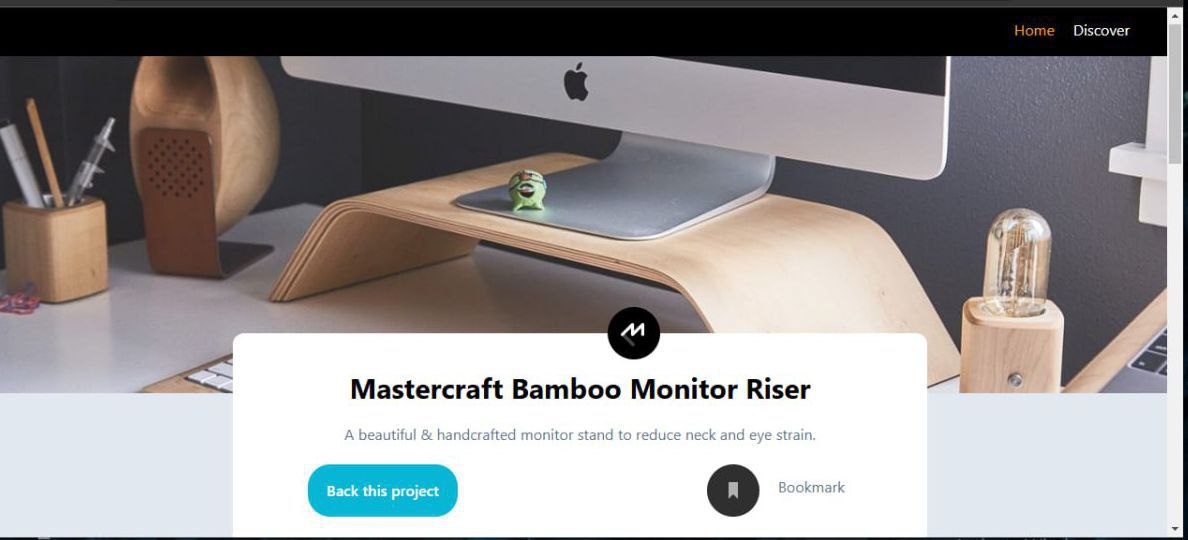 Home Discover
Mastercraft Bamboo Monitor Riser
A beautiful & handcrafted monitor stand to reduce neck and eye strain.
Back this project
Bookmark